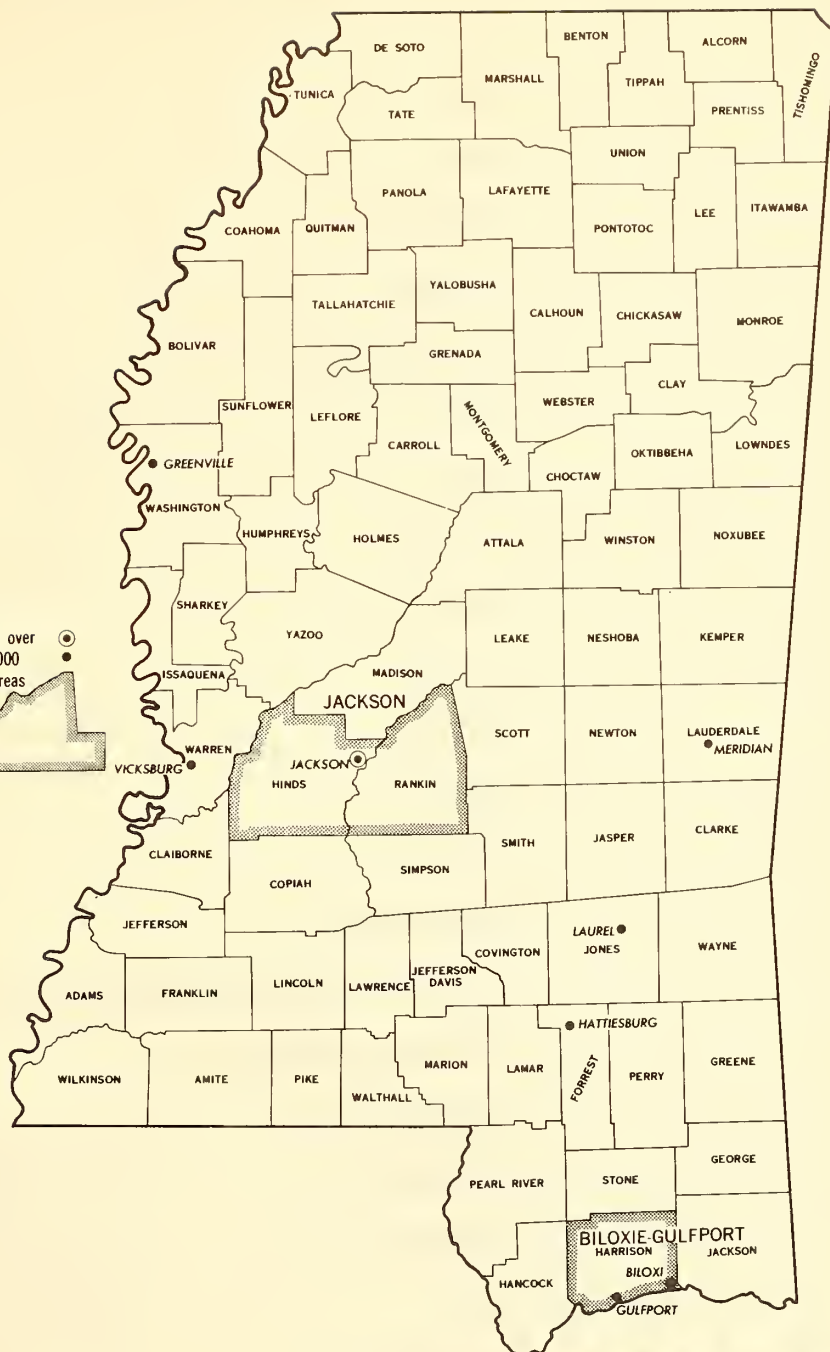 DE SOTO
BENTON
ALCORN
TISHOMINGO
MARSHALL
TIPPAH
TUNICA
TATE
PRENTISS
UNION
PANOLA
LAFAYETTE
LEE
ITAWAMBA
COAHOMA
QUITMAN
PONTOTOC
YALOBUSHA
TALLAHATCHIE
CALHOUN
CHICKASAW
MONROE
BOLIVAR
GRENADA
CLAY
WEBSTER
SUNFLOWER
LEFLORE
MONTGOMERY
CARROLL
OKTIBBEHA
LOWNDES
GREENVILLE
CHOCTAW
WASHINGTON
HUMPHREYS
HOLMES
ATTALA
WINSTON
NOXUBEE
SHARKEY
YAZOO
LEAKE
NESHOBA
KEMPER
over
000
reas
ISSAQUENA
MADISON
JACKSON
SCOTT
NEWTON
LAUDERDALE
MERIDIAN
WARREN
VICKSBURG
JACKSON
HINDS
RANKIN
SMITH
JASPER
CLARKE
CLAIBORNE
COPIAH
SIMPSON
JEFFERSON
LAUREL
JONES
WAYNE
COVINGTON
LINCOLN
LAWRENCE
JEFFERSON
DAVIS
ADAMS
FRANKLIN
HATTIESBURG
MARION
LAMAR
FORREST
PERRY
GREENE
WILKINSON
AMITE
PIKE
WALTHALL
GEORGE
PEARL RIVER
STONE
BILOXIE-GULFPORT
HARRISON
JACKSON
BILOXI
HANCOCK
GULFPORT